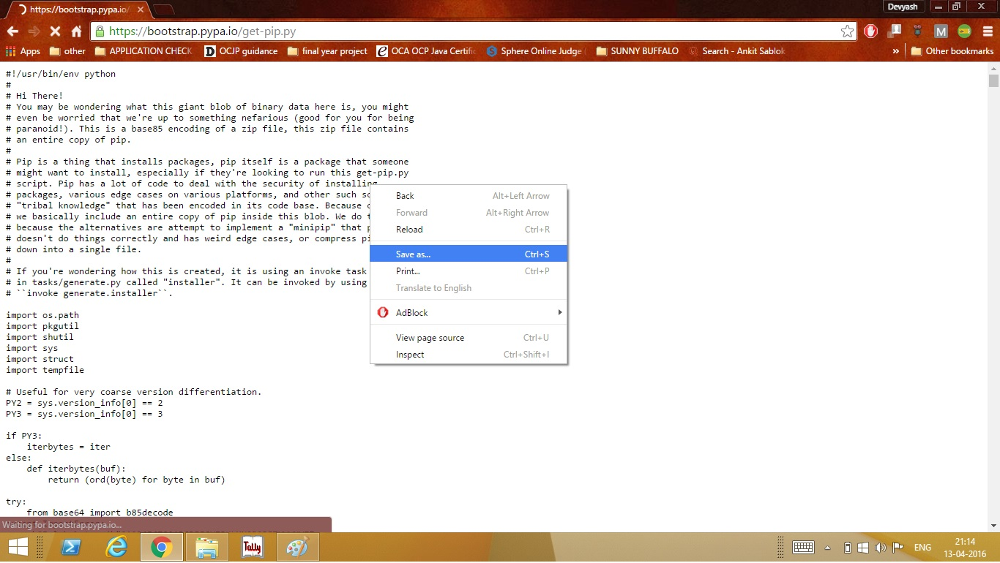 https://bootstrap.pypa.io/
Devyash
https://bootstrap.pypa.io/get-pip.py
Apps other APPLICATION CHECK OCJP guidance final year project OCA OCP Java Certific Sphere Online Judge SUNNY BUFFALO Search - Ankit Sablok » Other bookmarks
#!/usr/bin/env python
#
# Hi There!
# You may be wondering what this giant blob of binary data here is, you might
# even be worried that we're up to something nefarious (good for you for being
# paranoid!). This is a base85 encoding of a zip file, this zip file contains
# an entire copy of pip.
#
# Pip is a thing that installs packages, pip itself is a package that someone
# might want to install, especially if they're looking to run this get-pip.py
# script. Pip has a lot of code to deal with the security of installing
# packages, various edge cases on various platforms, and other such so
# "tribal knowledge" that has been encoded in its code base. Because o
# we basically include an entire copy of pip inside this blob. We do t
# because the alternatives are attempt to implement a "minipip" that p
# doesn't do things correctly and has weird edge cases, or compress pi
# down into a single file.
#
# If you're wondering how this is created, it is using an invoke task
# in tasks/generate.py called "installer". It can be invoked by using
# ``invoke generate.installer``.
import os.path
import pkgutil
import shutil
import sys
import struct
import tempfile
# Useful for very coarse version differentiation.
PY2 = sys.version_info[0] == 2
PY3 = sys.version_info[0] == 3
if PY3:
iterbytes = iter
else:
def iterbytes(buf):
return (ord(byte) for byte in buf)
try:
from base64 import b85decode
Back Alt+Left Arrow
Forward Alt+Right Arrow
Reload Ctrl+R
Save as... Ctrl+S
Print... Ctrl+P
Translate to English
AdBlock
View page source Ctrl+U
Inspect Ctrl+Shift+I
Waiting for bootstrap.pypa.io...
Tally
ENG
21:14
13-04-2016